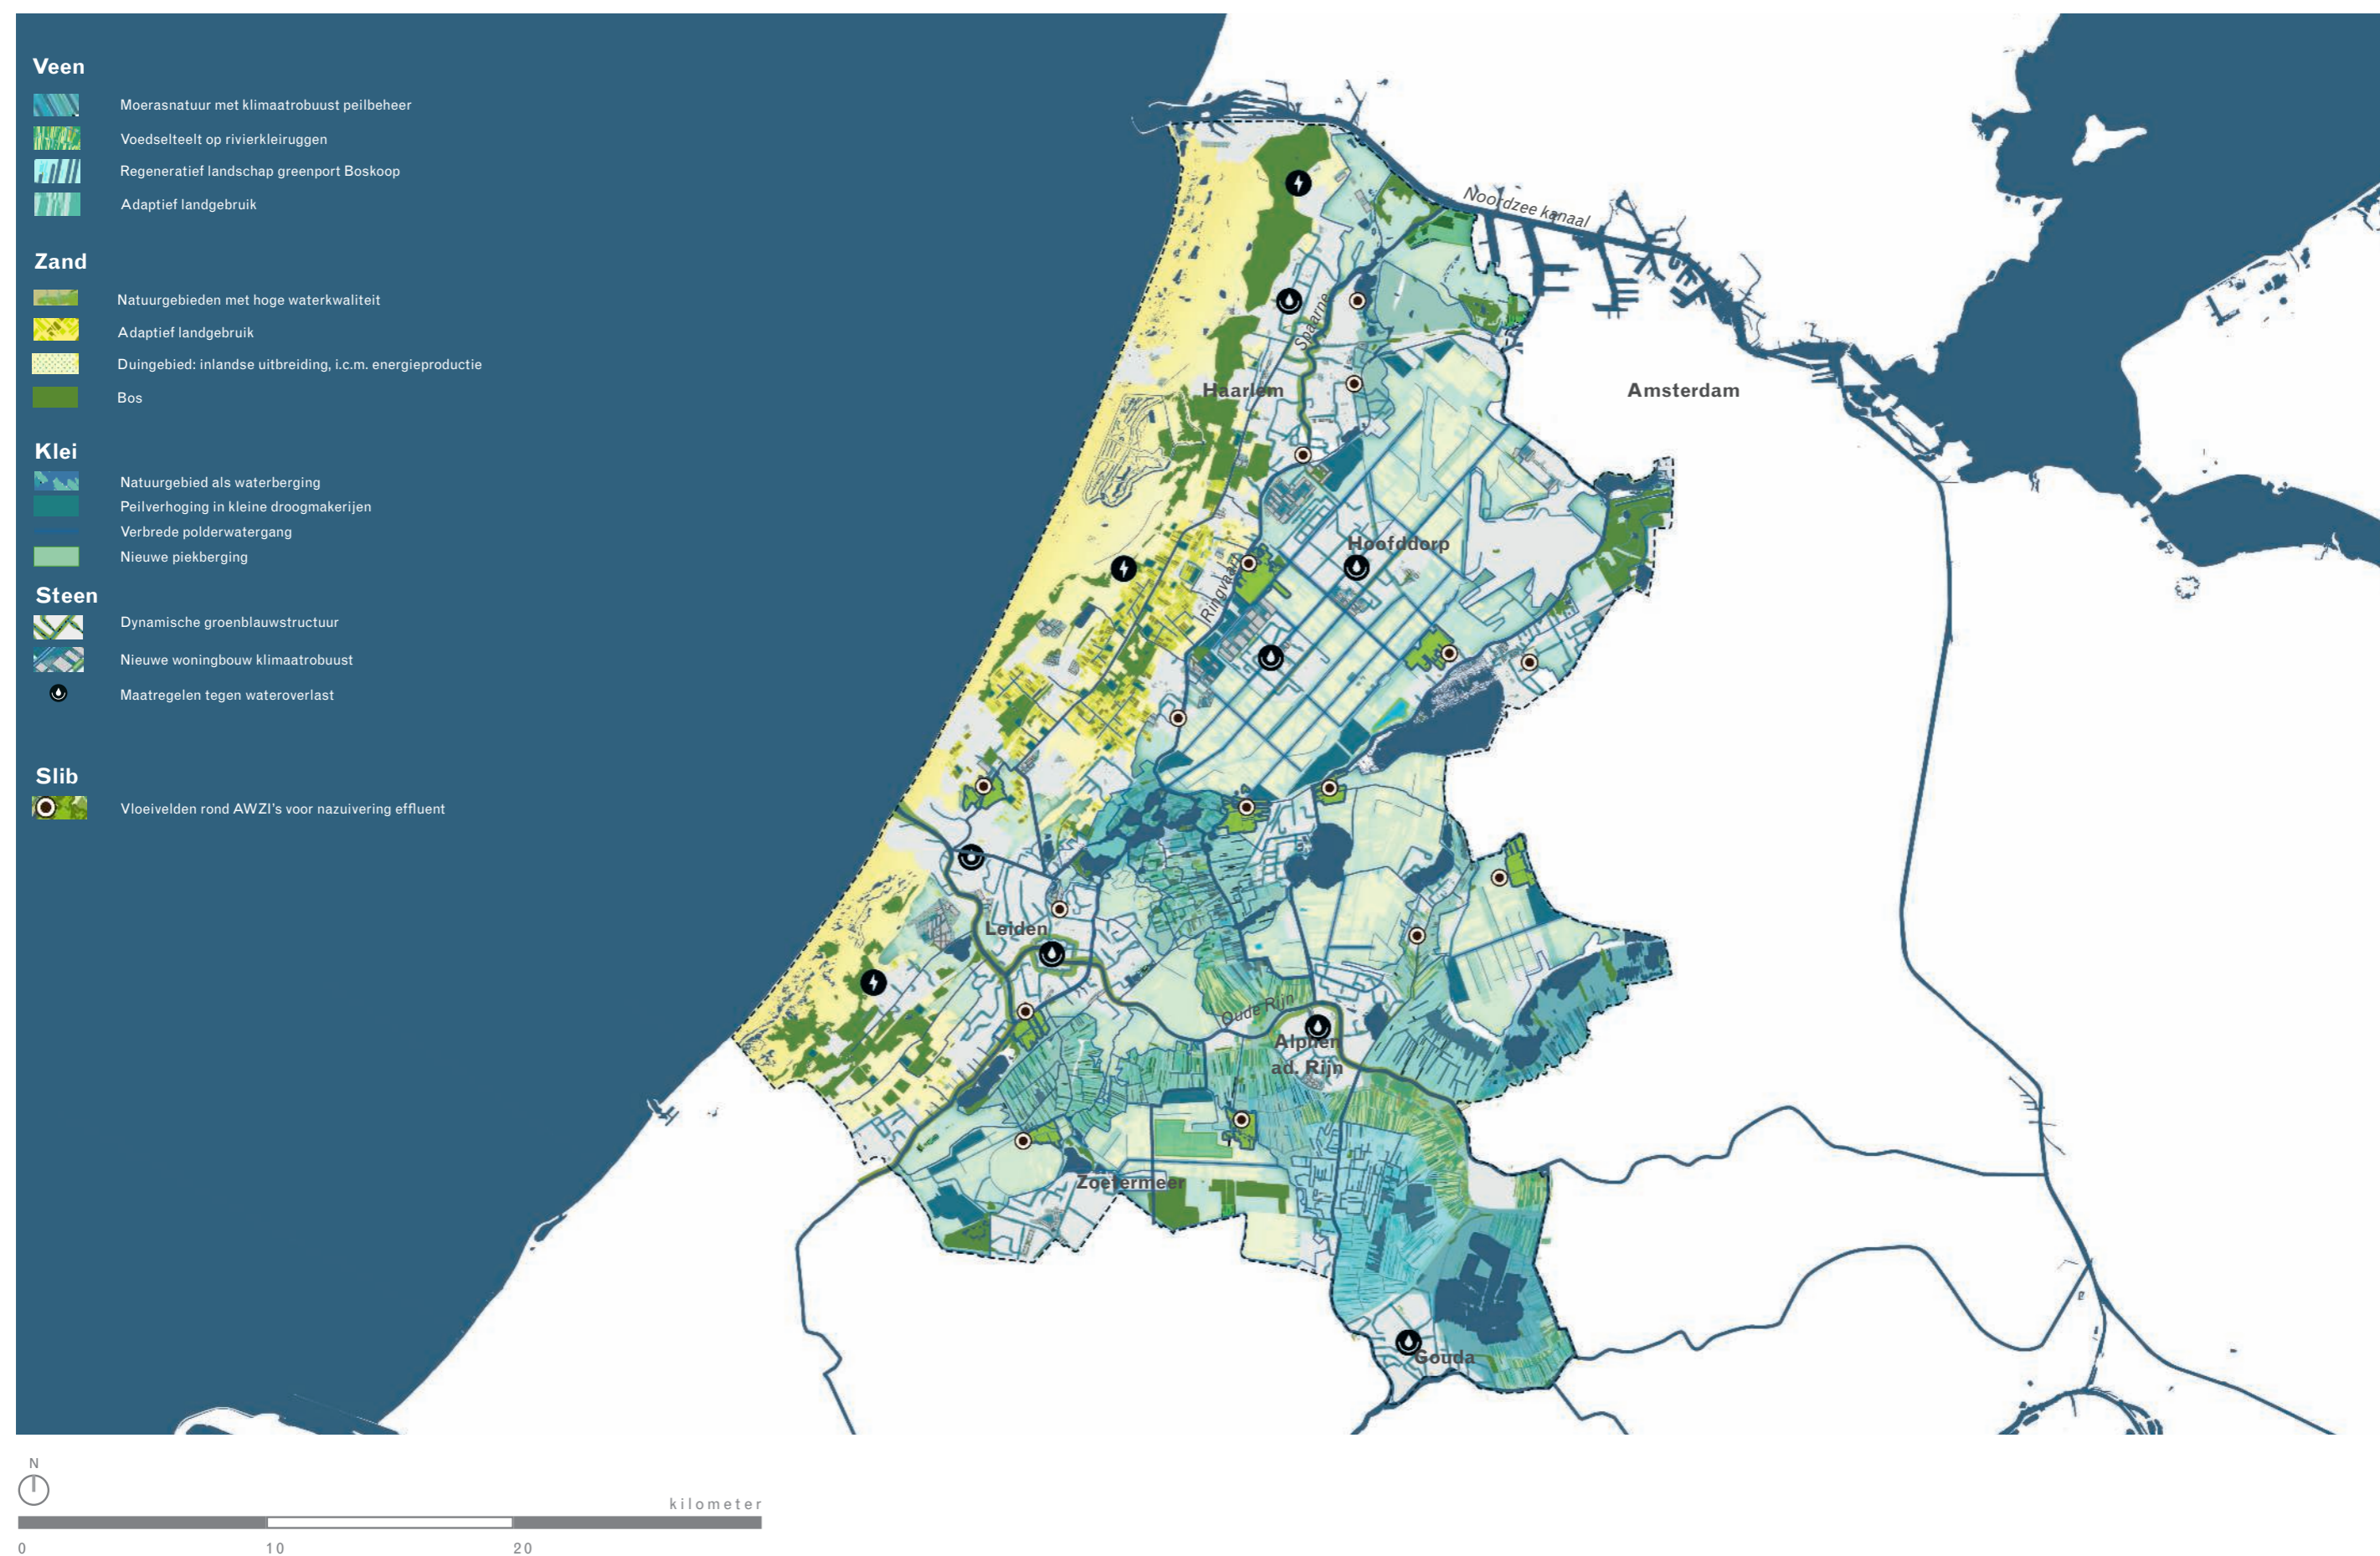 Veen
Moerasnatuur met klimaatrobuust peilbeheer
Voedselteelt op rivierkleiruggen
Regeneratief landschap greenport Boskoop
Adaptief landgebruik
Zand
Natuurgebieden met hoge waterkwaliteit
Adaptief landgebruik
Duingebied: inlandse uitbreiding, i.c.m. energieproductie
Bos
Klei
Natuurgebied als waterberging
Peilverhoging in kleine droogmakerijen
Verbrede polderwatergang
Nieuwe piekberging
Steen
Dynamische groenblauwstructuur
Nieuwe woningbouw klimaatrobuust
Maatregelen tegen wateroverlast
Slib
Vloeivelden rond AWZI's voor nazuivering effluent
Noordzee kanaal
Spaarne
Haarlem
Amsterdam
Hoofddorp
Ringvaart
Leiden
Oude Rijn
Alphen
ad. Rijn
Zoetermeer
Gouda
N
kilometer
0 10 20